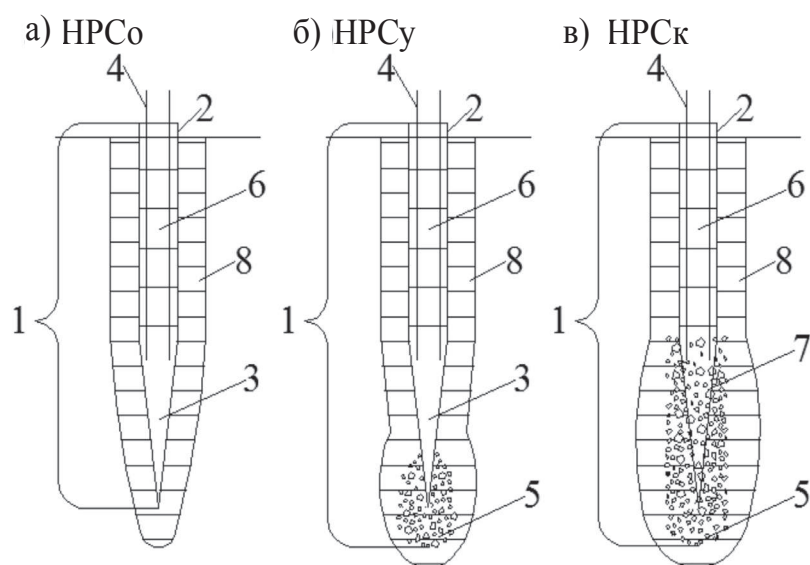 а) НРСо
б) НРСу
в) НРСк
4 2 6 8 1 3
4 2 6 8 1 3 5
4 2 6 8 1 7 5